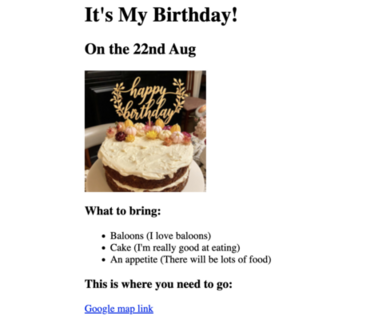 It's My Birthday!
On the 22nd Aug
happy
birthday
What to bring:
Baloons (I love baloons)
Cake (I'm really good at eating)
An appetite (There will be lots of food)
This is where you need to go:
Google map link